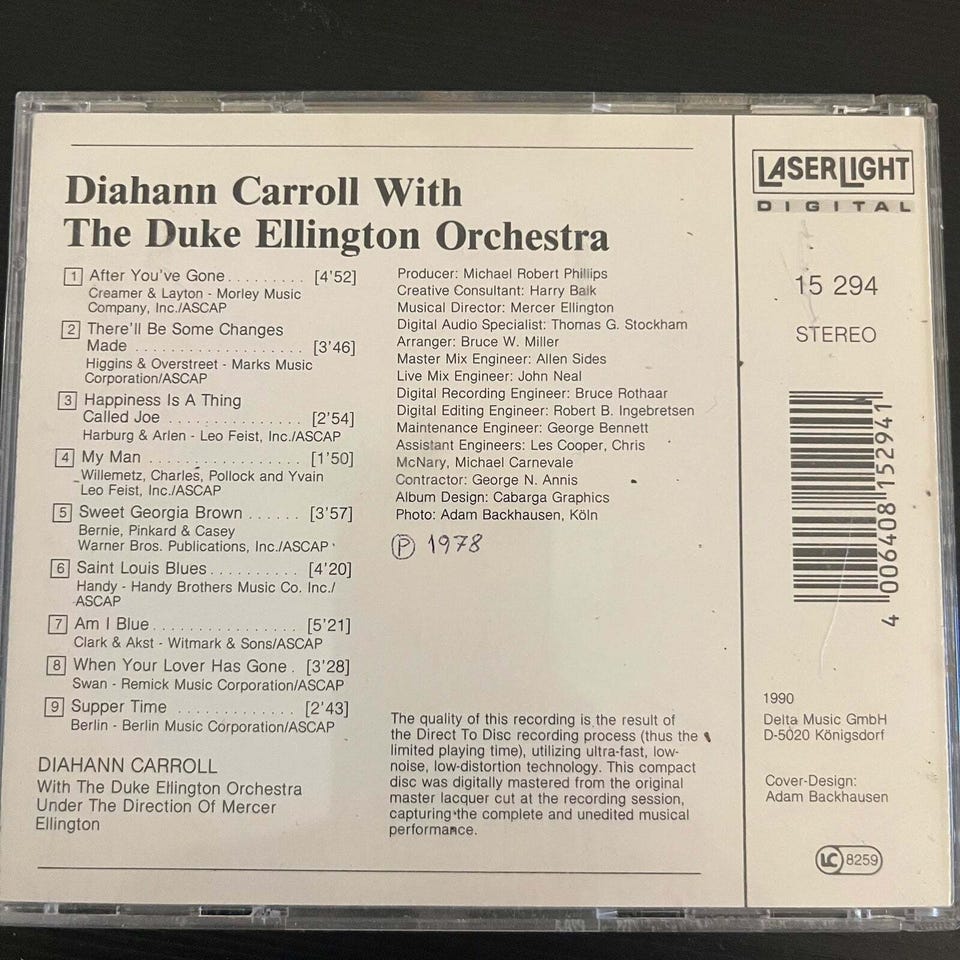 Diahann Carroll With
The Duke Ellington Orchestra
1 After You've Gone......... [4'52]
Creamer & Layton - Morley Music
Company, Inc./ASCAP
2 There'll Be Some Changes
Made ................... [3'46]
Higgins & Overstreet - Marks Music
Corporation/ASCAP
3 Happiness Is A Thing
Called Joe ............... [2'54]
Harburg & Arlen - Leo Feist, Inc./ASCAP
4 My Man ................. [1'50]
Willemetz, Charles, Pollock and Yvain
Leo Feist, Inc./ASCAP
5 Sweet Georgia Brown ...... [3'57]
Bernie, Pinkard & Casey
Warner Bros. Publications, Inc./ASCAP
6 Saint Louis Blues.......... [4'20]
Handy - Handy Brothers Music Co. Inc./
ASCAP
7 Am I Blue................. [5'21]
Clark & Akst - Witmark & Sons/ASCAP
8 When Your Lover Has Gone . [3'28]
Swan - Remick Music Corporation/ASCAP
9 Supper Time ............. [2'43]
Berlin - Berlin Music Corporation/ASCAP
DIAHANN CARROLL
With The Duke Ellington Orchestra
Under The Direction Of Mercer
Ellington
Producer: Michael Robert Phillips
Creative Consultant: Harry Balk
Musical Director: Mercer Ellington
Digital Audio Specialist: Thomas G. Stockham
Arranger: Bruce W. Miller
Master Mix Engineer: Allen Sides
Live Mix Engineer: John Neal
Digital Recording Engineer: Bruce Rothaar
Digital Editing Engineer: Robert B. Ingebretsen
Maintenance Engineer: George Bennett
Assistant Engineers: Les Cooper, Chris
McNary, Michael Carnevale
Contractor: George N. Annis
Album Design: Cabarga Graphics
Photo: Adam Backhausen, Köln
℗ 1978
The quality of this recording is the result of
the Direct To Disc recording process (thus the
limited playing time), utilizing ultra-fast, low-
noise, low-distortion technology. This compact
disc was digitally mastered from the original
master lacquer cut at the recording session,
capturing the complete and unedited musical
performance.
LASERLIGHT
DIGITAL
15 294
STEREO
4 006408 152941
1990
Delta Music GmbH
D-5020 Königsdorf
Cover-Design:
Adam Backhausen
LC 8259